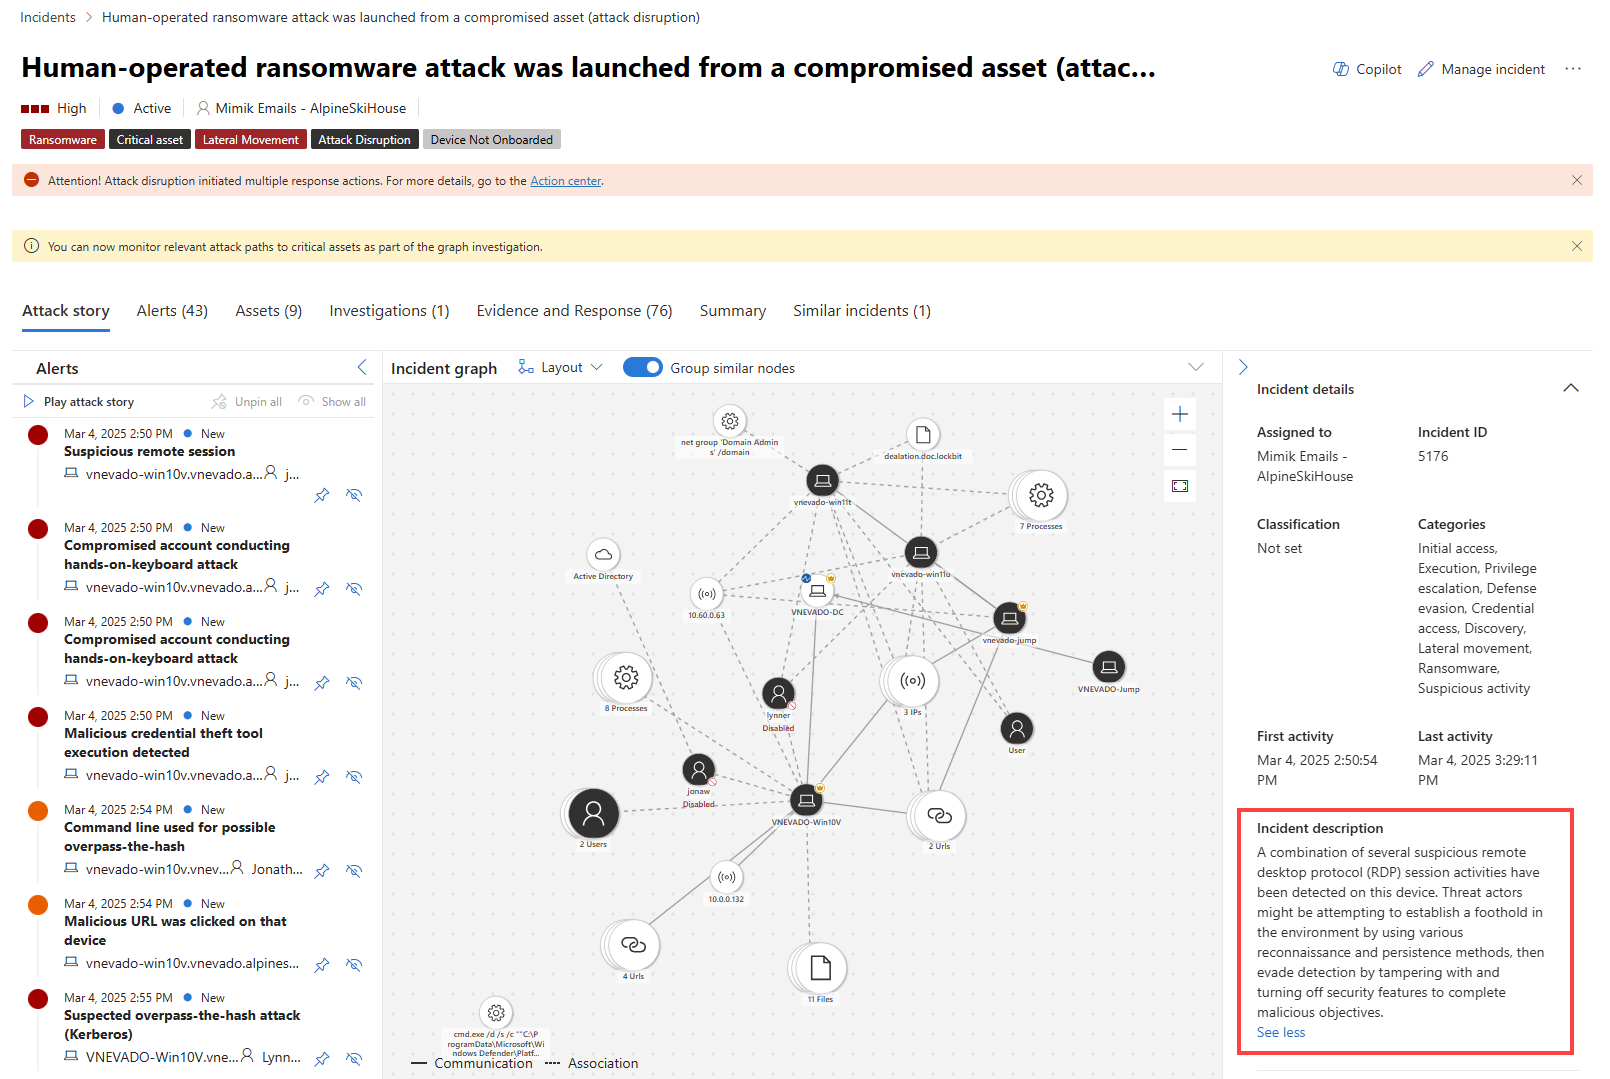 Incidents > Human-operated ransomware attack was launched from a compromised asset (attack disruption)
Human-operated ransomware attack was launched from a compromised asset (attac...
Copilot
Manage incident
High
Active
Mimik Emails - AlpineSkiHouse
Ransomware
Critical asset
Lateral Movement
Attack Disruption
Device Not Onboarded
Attention! Attack disruption initiated multiple response actions. For more details, go to the Action center.
You can now monitor relevant attack paths to critical assets as part of the graph investigation.
Attack story
Alerts (43)
Assets (9)
Investigations (1)
Evidence and Response (76)
Summary
Similar incidents (1)
Alerts
Play attack story
Unpin all
Show all
Mar 4, 2025 2:50 PM
New
Suspicious remote session
vnevado-win10v.vnevado.a...
j...
Mar 4, 2025 2:50 PM
New
Compromised account conducting
hands-on-keyboard attack
vnevado-win10v.vnevado.a...
j...
Mar 4, 2025 2:50 PM
New
Compromised account conducting
hands-on-keyboard attack
vnevado-win10v.vnevado.a...
j...
Mar 4, 2025 2:50 PM
New
Malicious credential theft tool
execution detected
vnevado-win10v.vnevado.a...
j...
Mar 4, 2025 2:54 PM
New
Command line used for possible
overpass-the-hash
vnevado-win10v.vnev...
Jonath...
Mar 4, 2025 2:54 PM
New
Malicious URL was clicked on that
device
vnevado-win10v.vnevado.alpines...
Mar 4, 2025 2:55 PM
New
Suspected overpass-the-hash attack
(Kerberos)
VNEVADO-Win10V.vne...
Lynn...
Incident graph
Layout
Group similar nodes
net group 'Domain Admin
s' /domain
dealation.doc.lockbit
vnevado-win11t
7 Processes
Active Directory
vnevado-win11u
10.60.0.63
VNEVADO-DC
vnevado-jump
VNEVADO-Jump
8 Processes
lynner
Disabled
3 IPs
User
jonaw
Disabled
VNEVADO-Win10V
2 Users
2 Urls
10.0.0.132
4 Urls
11 Files
cmd.exe /d /s /c ""C:\P
rogramData\Microsoft\Wi
ndows Defender\Platf...
Communication
Association
Incident details
Assigned to
Mimik Emails -
AlpineSkiHouse
Incident ID
5176
Classification
Not set
Categories
Initial access,
Execution, Privilege
escalation, Defense
evasion, Credential
access, Discovery,
Lateral movement,
Ransomware,
Suspicious activity
First activity
Mar 4, 2025 2:50:54
PM
Last activity
Mar 4, 2025 3:29:11
PM
Incident description
A combination of several suspicious remote
desktop protocol (RDP) session activities have
been detected on this device. Threat actors
might be attempting to establish a foothold in
the environment by using various
reconnaissance and persistence methods, then
evade detection by tampering with and
turning off security features to complete
malicious objectives.
See less